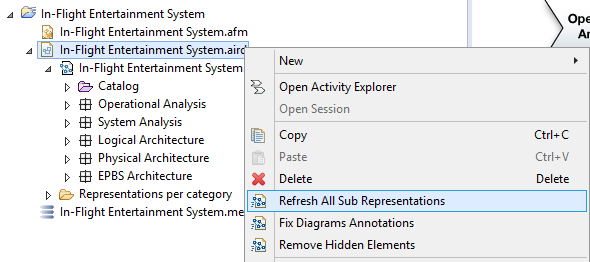 In-Flight Entertainment System
In-Flight Entertainment System.afm
In-Flight Entertainment System.aird
In-Flight Entertainment System
Catalog
Operational Analysis
System Analysis
Logical Architecture
Physical Architecture
EPBS Architecture
Representations per category
In-Flight Entertainment System.me
New
Open Activity Explorer
Open Session
Copy Ctrl+C
Paste Ctrl+V
Delete Delete
Refresh All Sub Representations
Fix Diagrams Annotations
Remove Hidden Elements
Ope
An